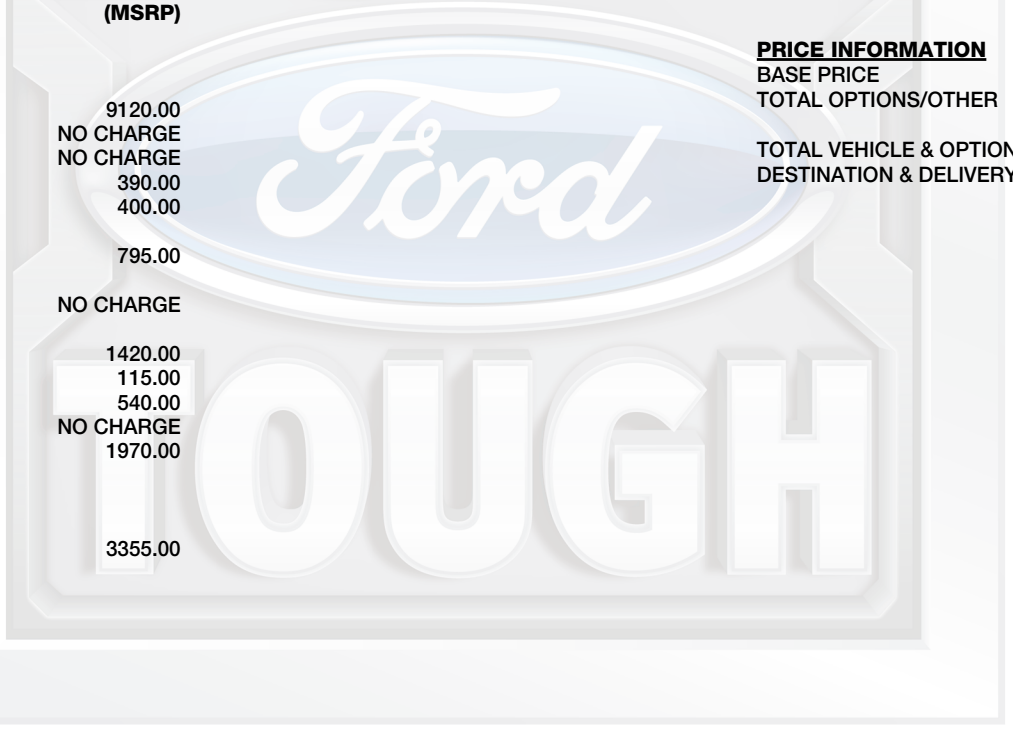 (MSRP)
9120.00
NO CHARGE
NO CHARGE
390.00
400.00
795.00
NO CHARGE
1420.00
115.00
540.00
NO CHARGE
1970.00
3355.00
PRICE INFORMATION
BASE PRICE
TOTAL OPTIONS/OTHER
TOTAL VEHICLE & OPTION
DESTINATION & DELIVERY
Ford
TOUGH